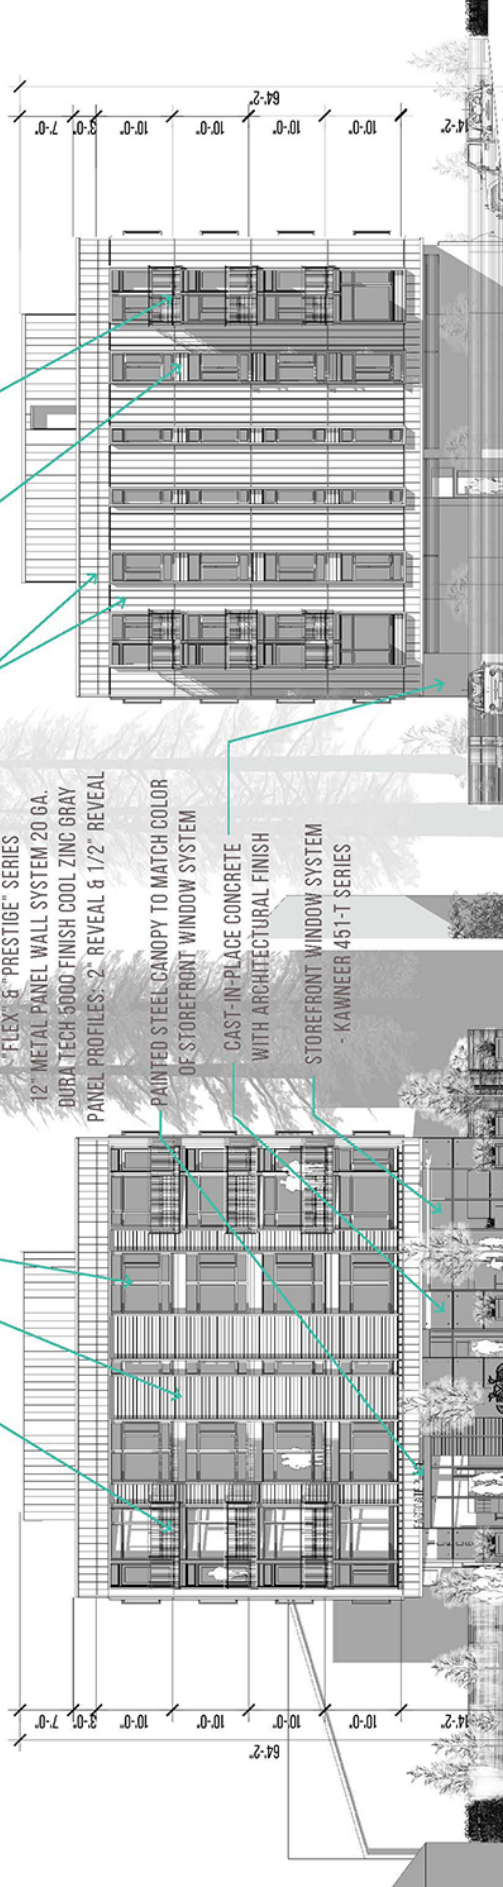 "FLEX" & "PRESTIGE" SERIES
12" METAL PANEL WALL SYSTEM 20 GA.
DURA TECH 5000 FINISH COOL ZINC GRAY
PANEL PROFILES: 2" REVEAL & 1/2" REVEAL
PAINTED STEEL CANOPY TO MATCH COLOR
OF STOREFRONT WINDOW SYSTEM
CAST-IN-PLACE CONCRETE
WITH ARCHITECTURAL FINISH
STOREFRONT WINDOW SYSTEM
- KAWNEER 451-T SERIES
64'-2"
7'-0"
3'-0"
10'-0"
10'-0"
10'-0"
10'-0"
14'-2"
7'-0"
3'-0"
10'-0"
10'-0"
10'-0"
10'-0"
14'-2"
64'-2"